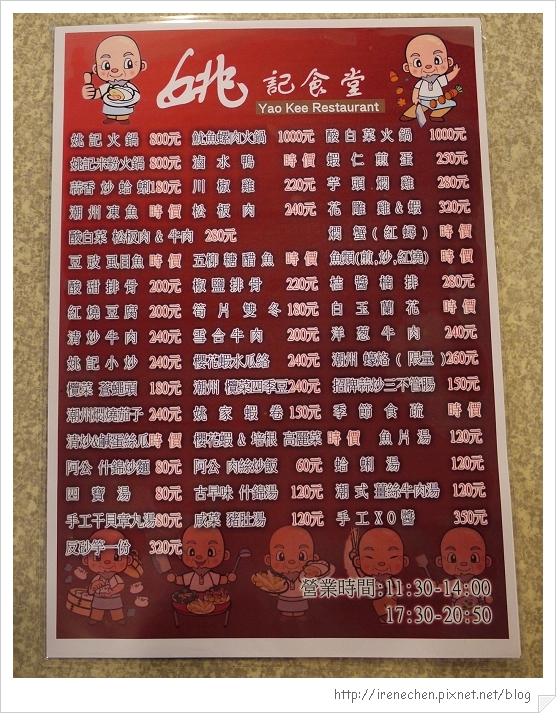 姚記食堂
Yao Kee Restaurant
姚記火鍋 800元 魷魚螺肉火鍋 1000元 酸白菜火鍋 1000元
姚記米粉火鍋 800元 滷水鴨 時價 蝦仁煎蛋 250元
蒜香炒蛤蜊 180元 川椒雞 220元 芋頭燜雞 280元
潮州凍魚 時價 松板肉 240元 花雕雞&蝦 320元
酸白菜 松板肉 & 牛肉 280元 燜蟹(紅蟳) 時價
豆豉虱目魚 時價 五柳糖醋魚 時價 魚頭(煎,炒,紅燒) 時價
酸甜排骨 200元 椒鹽排骨 220元 桔醬橘排 280元
紅燒豆腐 200元 筍片雙冬 180元 白玉蘭花 時價
清炒牛肉 240元 雪合牛肉 200元 洋蔥牛肉 240元
姚記小炒 240元 櫻花蝦水瓜絡 240元 潮州 蠔烙(限量) 260元
欖菜 蒼蠅頭 180元 潮州 欖菜四季豆 240元 招牌蒜炒三不管腸 150元
潮州燜燒茄子 240元 姚家蝦卷 150元 季節食蔬 時價
清炒&鹹蛋絲瓜 時價 櫻花蝦 & 培根 高麗菜 時價 魚片湯 120元
阿公 什錦炒麵 80元 阿公 肉絲炒飯 60元 蛤蜊湯 120元
四寶湯 80元 古早味 什錦湯 120元 潮式 薑絲牛肉湯 120元
手工干貝章丸湯 80元 咸菜 豬肚湯 120元 手工XO醬 350元
反砂芋一份 320元
營業時間:11:30-14:00
17:30-20:50
http://irenechen.pixnet.net/blog